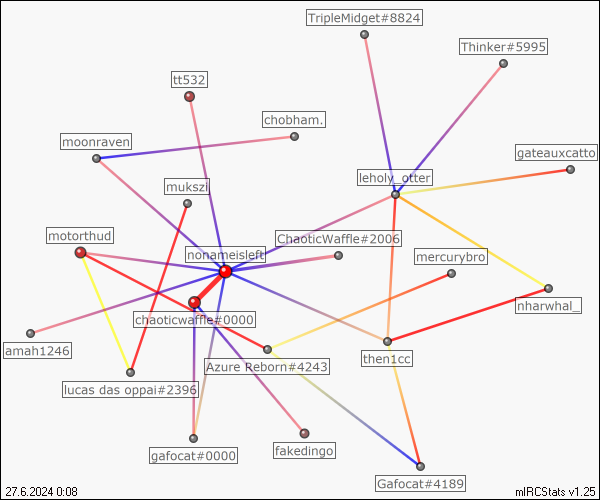 TripleMidget#8824
Thinker#5995
tt532
chobham.
moonraven
gateauxcatto
leholy_otter
mukszi
motorthud
ChaoticWaffle#2006
nonameisleft
mercurybro
nharwhal_
chaoticwaffle#0000
amah1246
then1cc
Azure Reborn#4243
lucas das oppai#2396
fakedingo
gafocat#0000
Gafocat#4189
27.6.2024 0:08
mIRCStats v1.25